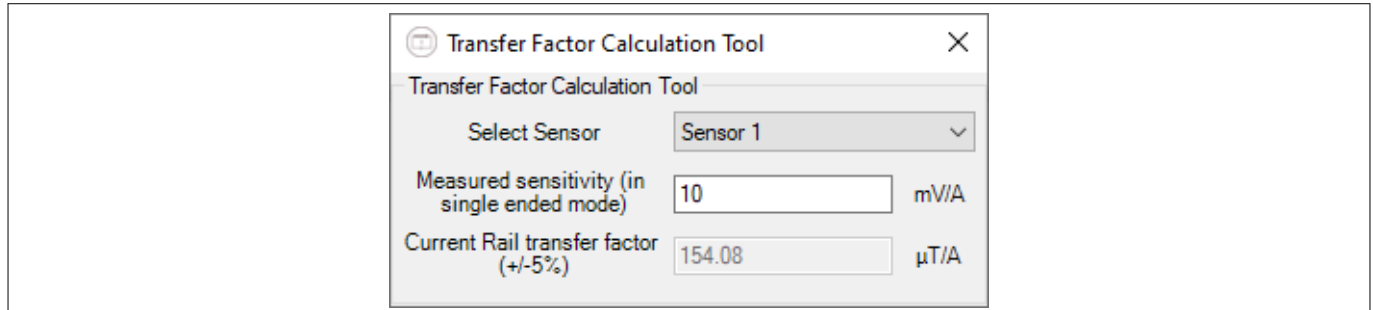 Transfer Factor Calculation Tool
Transfer Factor Calculation Tool
Select Sensor Sensor 1
Measured sensitivity (in
single ended mode) 10 mV/A
Current Rail transfer factor
(+/-5%) 154.08 µT/A